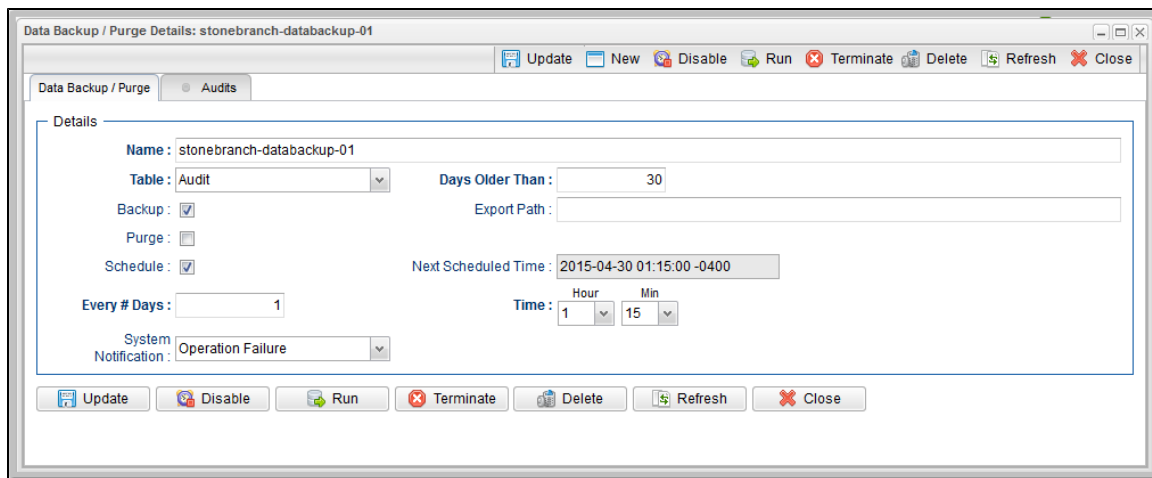 Data Backup / Purge Details: stonebranch-databackup-01
Update New Disable Run Terminate Delete Refresh Close
Data Backup / Purge Audits
Details
Name : stonebranch-databackup-01
Table : Audit Days Older Than : 30
Backup : Export Path :
Purge :
Schedule : Next Scheduled Time : 2015-04-30 01:15:00 -0400
Hour Min
Every # Days : 1 Time : 1 15
System
Notification : Operation Failure
Update Disable Run Terminate Delete Refresh Close